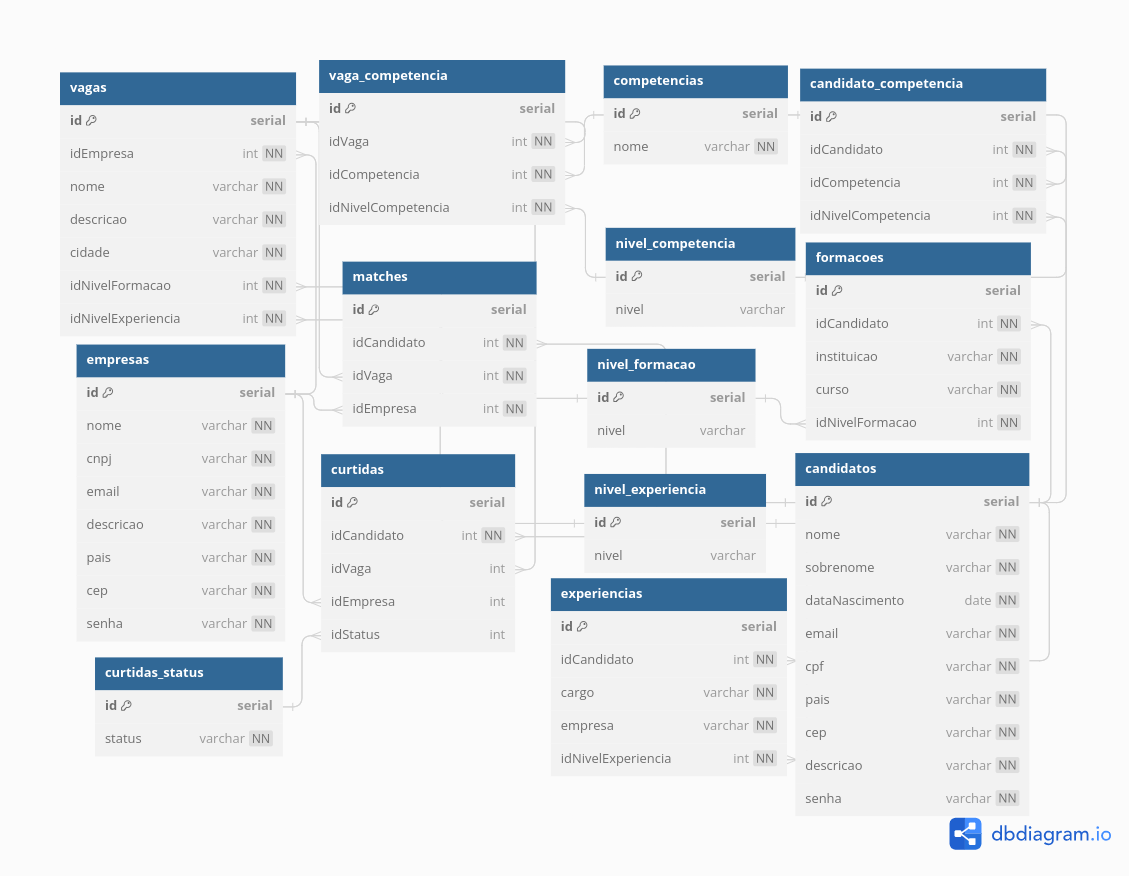 vagas
id serial
idEmpresa int NN
nome varchar NN
descricao varchar NN
cidade varchar NN
idNivelFormacao int NN
idNivelExperiencia int NN
vaga_competencia
id serial
idVaga int NN
idCompetencia int NN
idNivelCompetencia int NN
competencias
id serial
nome varchar NN
candidato_competencia
id serial
idCandidato int NN
idCompetencia int NN
idNivelCompetencia int NN
nivel_competencia
id serial
nivel varchar
formacoes
id serial
idCandidato int NN
instituicao varchar NN
curso varchar NN
idNivelFormacao int NN
matches
id serial
idCandidato int NN
idVaga int NN
idEmpresa int NN
empresas
id serial
nome varchar NN
cnpj varchar NN
email varchar NN
descricao varchar NN
pais varchar NN
cep varchar NN
senha varchar NN
nivel_formacao
id serial
nivel varchar
curtidas
id serial
idCandidato int NN
idVaga int
idEmpresa int
idStatus int
nivel_experiencia
id serial
nivel varchar
candidatos
id serial
nome varchar NN
sobrenome varchar NN
dataNascimento date NN
email varchar NN
cpf varchar NN
pais varchar NN
cep varchar NN
descricao varchar NN
senha varchar NN
experiencias
id serial
idCandidato int NN
cargo varchar NN
empresa varchar NN
idNivelExperiencia int NN
curtidas_status
id serial
status varchar NN
dbdiagram.io